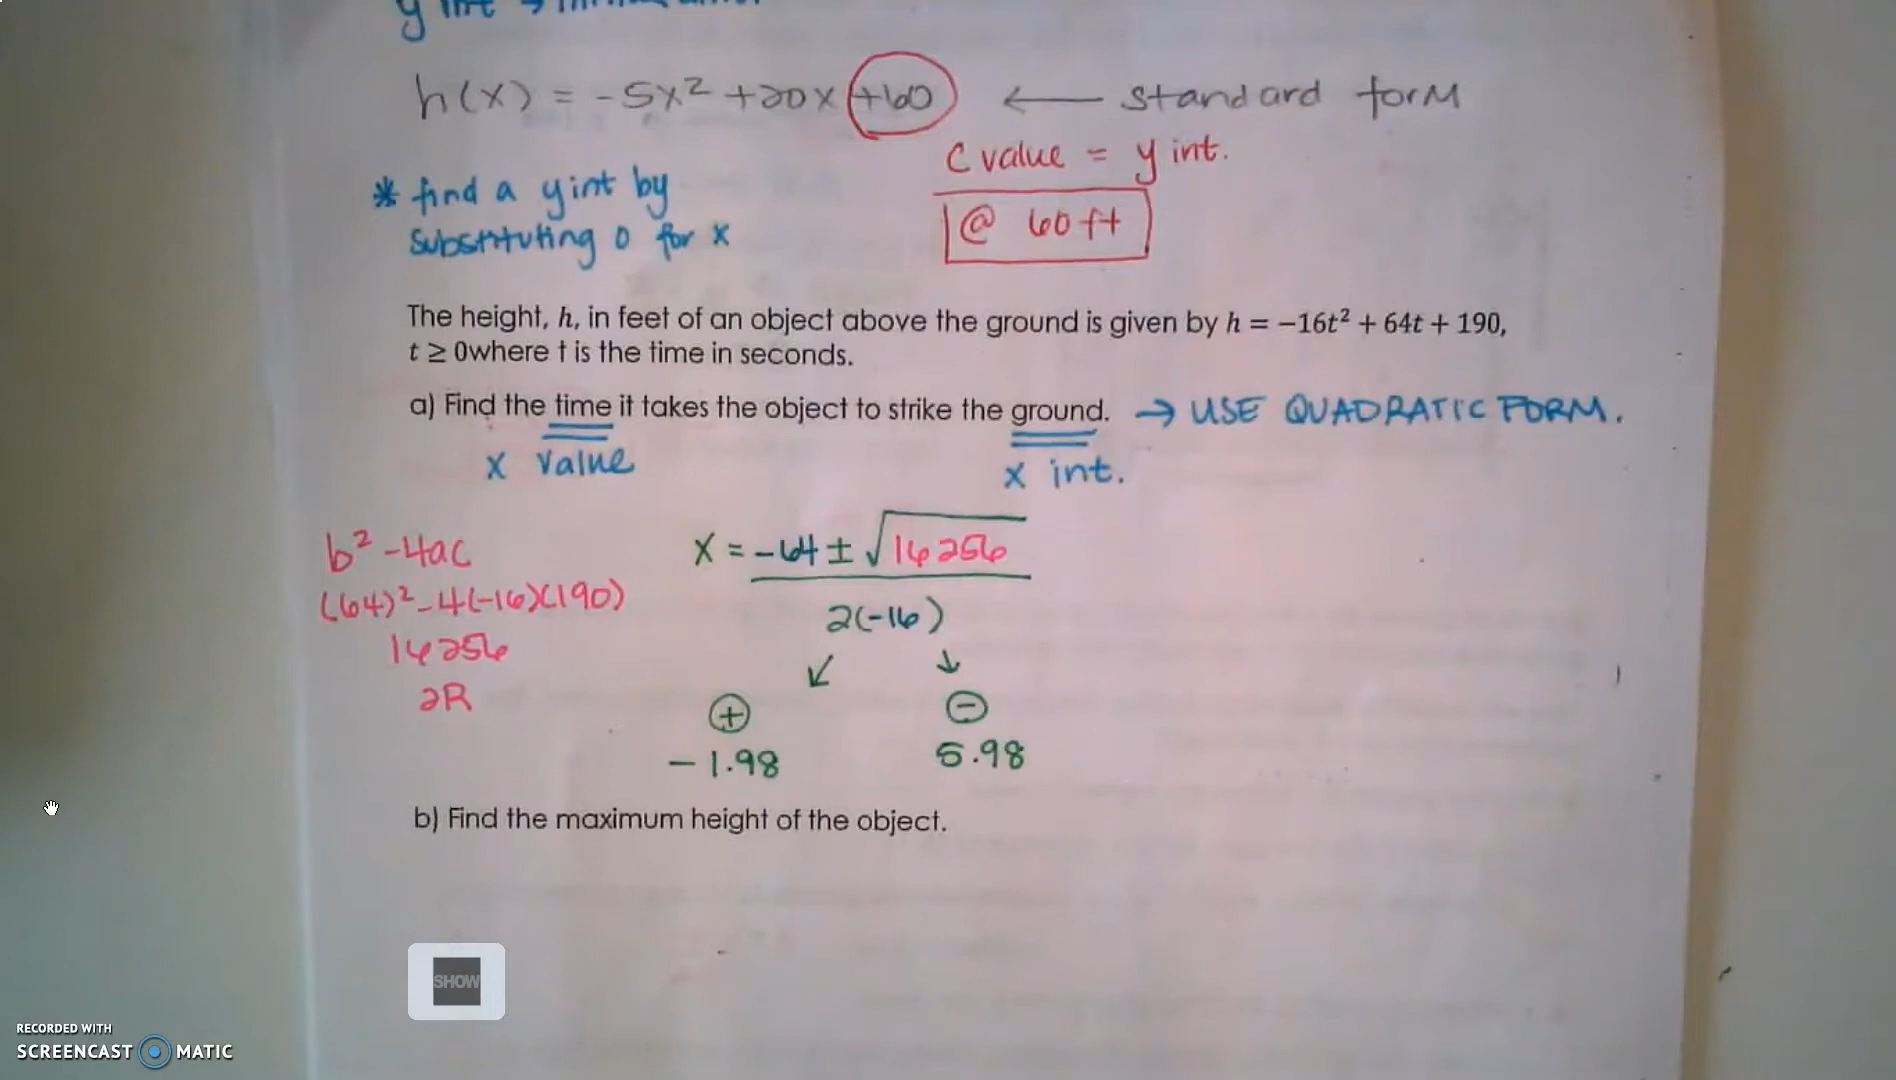 y int →
h(x) = -5x² +20x +60 ← standard form
C value = y int.
* find a y int by
substituting 0 for x
@ 60 ft
The height, h, in feet of an object above the ground is given by h = −16t² + 64t + 190,
t ≥ 0where t is the time in seconds.
a) Find the time it takes the object to strike the ground. → USE QUADRATIC FORM.
x value
x int.
b² -4ac
(64)² -4(-16)(190)
16256
2R
x = -64 ± √16256
2(-16)
↙ ↓
+ −
-1.98 5.98
b) Find the maximum height of the object.
SHOW
RECORDED WITH
SCREENCAST MATIC